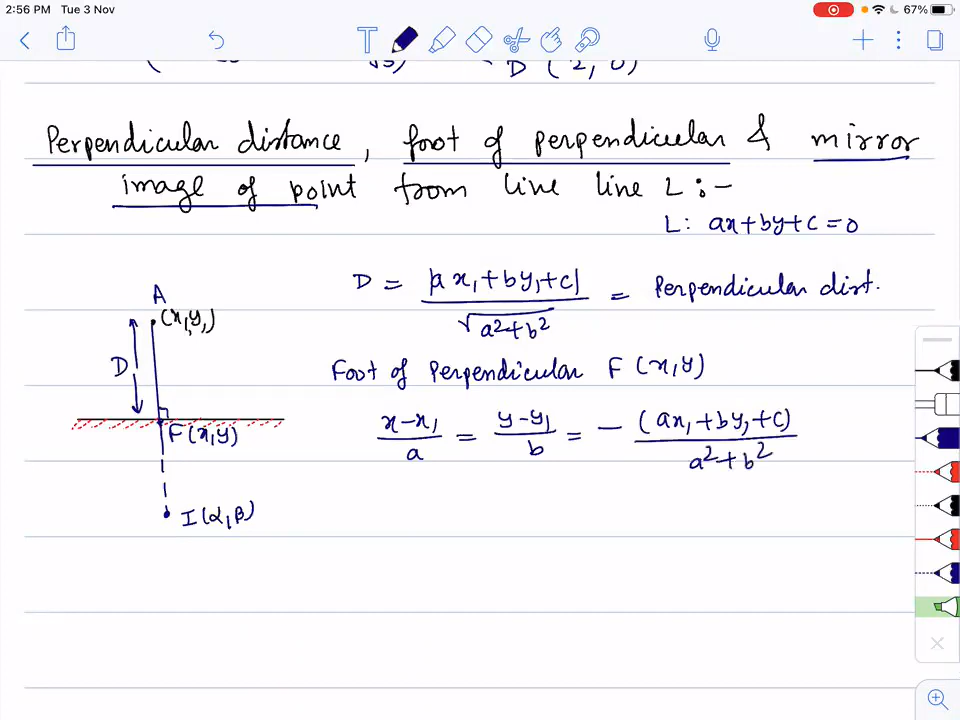 2:56 PM Tue 3 Nov
67%
D (2, 0)
Perpendicular distance, foot of perpendicular & mirror
image of point from line line L :-
L: ax+by+c=0
D = |ax₁+by₁+c| / √(a²+b²) = Perpendicular dist.
A
(x₁,y₁)
D
Foot of Perpendicular F(x,y)
(x-x₁)/a = (y-y₁)/b = -(ax₁+by₁+c)/(a²+b²)
F(x,y)
I(α,β)